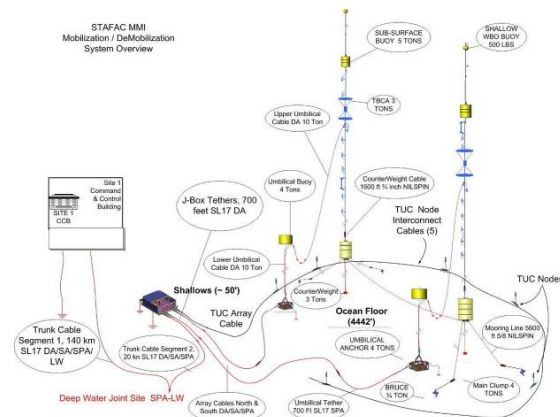 STAFAC MMI
Mobilization / DeMobilization
System Overview
SUB-SURFACE
BUOY 5 TONS
SHALLOW
WBO BUOY
500 LBS
TBCA 3
TONS
Upper Umbilical
Cable DA 10 Ton
Umbilical Buoy
4 Tons
CounterWeight Cable
1600 ft ¾ inch NILSPIN
Site 1
Command
& Control
Building
SITE 1
CCB
J-Box Tethers, 700
feet SL17 DA
TUC Node
Interconnect
Cables (5)
Lower Umbilical
Cable DA 10 Ton
TUC Nodes
Shallows (~ 50')
CounterWeight
3 Tons
TUC Array
Cable
Ocean Floor
(4442')
Trunk Cable
Segment 1, 140 km
SL17 DA/SA/SPA/
LW
Trunk Cable
Segment 2,
20 km SL17 DA/SA/SPA
UMBILICAL
ANCHOR 4 TONS
Mooring Line 5600
ft 5/8 NILSPIN
Deep Water Joint Site SPA-LW
Array Cables North &
South DA/SA/SPA
Umbilical Tether
700 Ft SL17 SPA
BRUCE
¾ TON
Main Clump 4
TONS